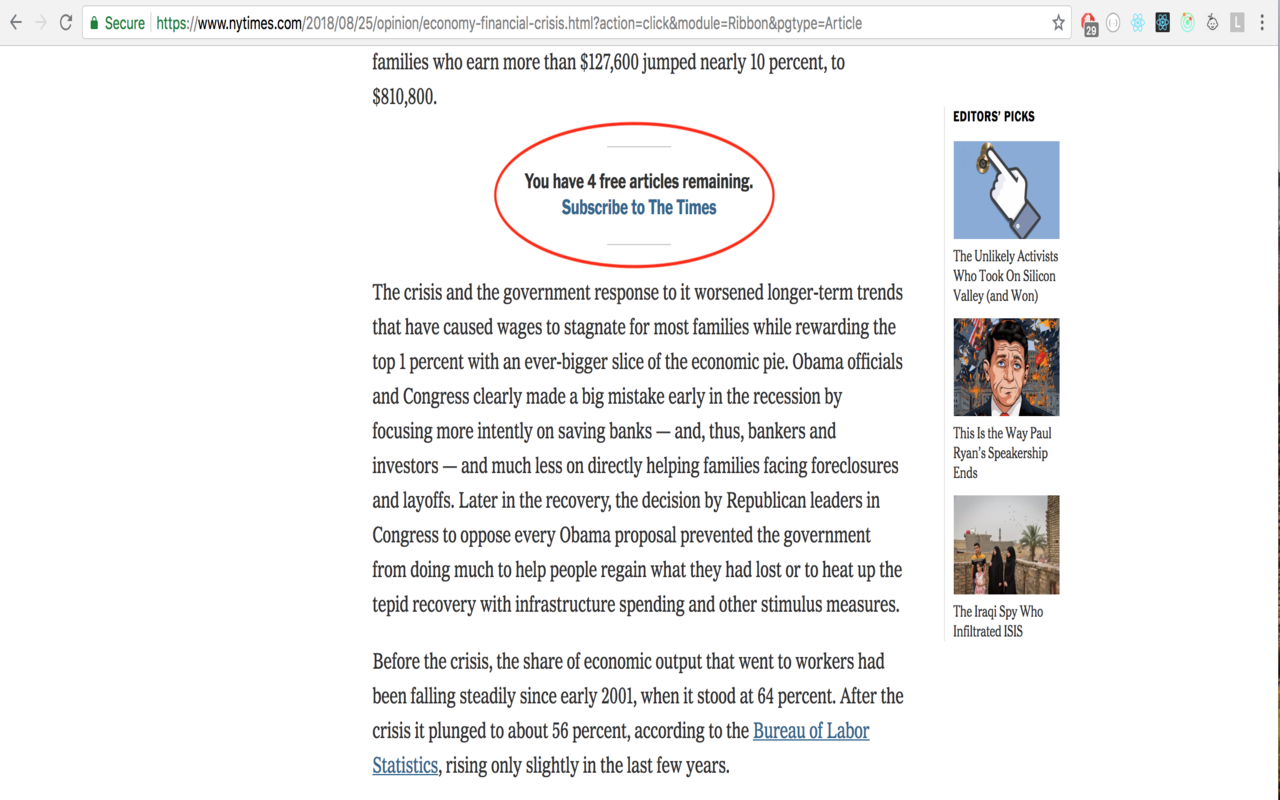 Secure
https://www.nytimes.com/2018/08/25/opinion/economy-financial-crisis.html?action=click&module=Ribbon&pgtype=Article
29
L
families who earn more than $127,600 jumped nearly 10 percent, to
$810,800.
You have 4 free articles remaining.
Subscribe to The Times
The crisis and the government response to it worsened longer-term trends
that have caused wages to stagnate for most families while rewarding the
top 1 percent with an ever-bigger slice of the economic pie. Obama officials
and Congress clearly made a big mistake early in the recession by
focusing more intently on saving banks — and, thus, bankers and
investors — and much less on directly helping families facing foreclosures
and layoffs. Later in the recovery, the decision by Republican leaders in
Congress to oppose every Obama proposal prevented the government
from doing much to help people regain what they had lost or to heat up the
tepid recovery with infrastructure spending and other stimulus measures.
Before the crisis, the share of economic output that went to workers had
been falling steadily since early 2001, when it stood at 64 percent. After the
crisis it plunged to about 56 percent, according to the Bureau of Labor
Statistics, rising only slightly in the last few years.
EDITORS' PICKS
The Unlikely Activists
Who Took On Silicon
Valley (and Won)
This Is the Way Paul
Ryan's Speakership
Ends
The Iraqi Spy Who
Infiltrated ISIS